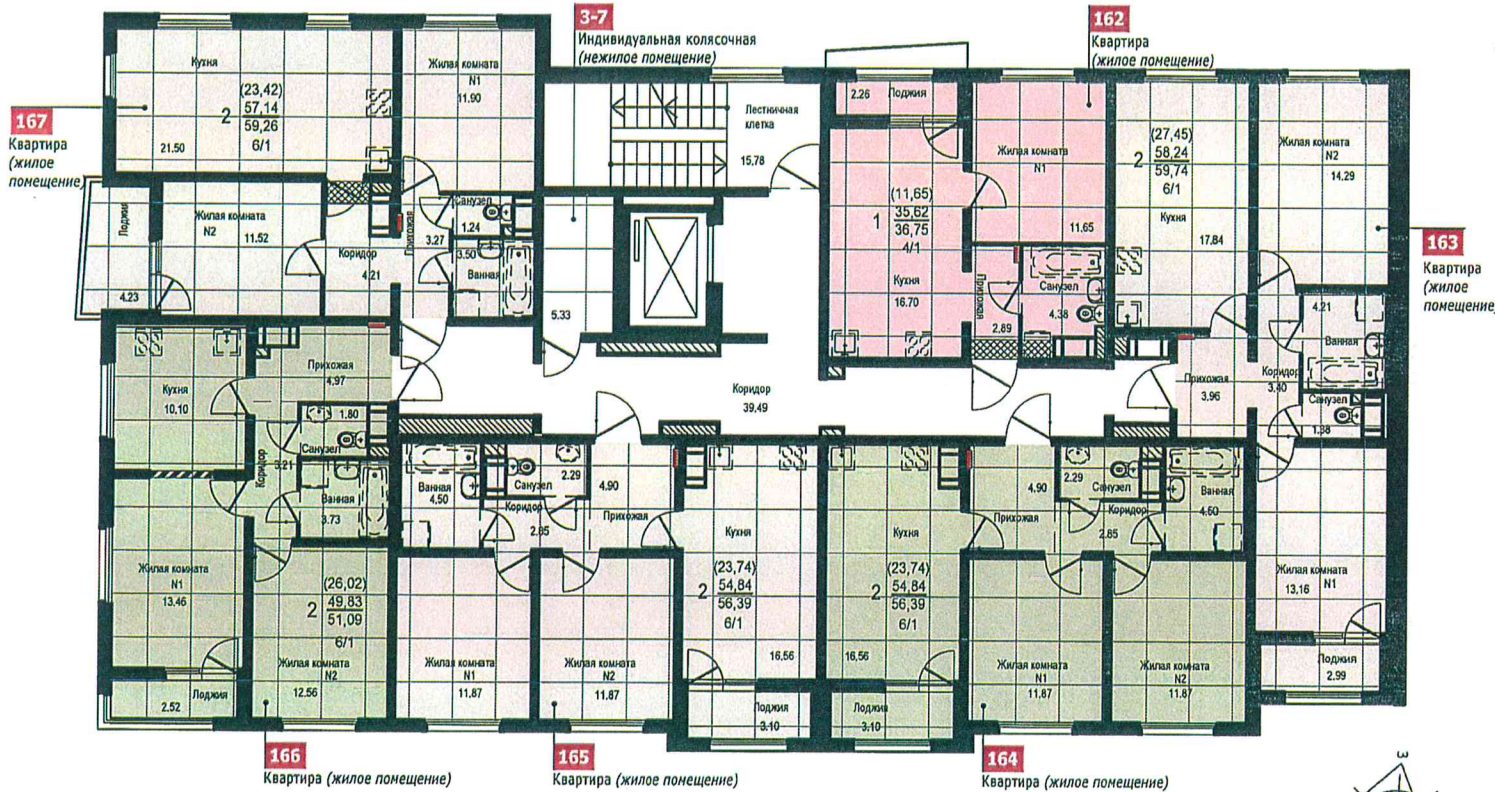 3-7
Индивидуальная колясочная
(нежилое помещение)
162
Квартира
(жилое помещение)
167
Квартира
(жилое
помещение)
Кухня
(23,42)
2
57,14
59,26
6/1
21.50
Жилая комната
N1
11.90
Лоджия
4.23
Жилая комната
N2
11.52
Коридор
4.21
Прихожая
3.27
Санузел
1.24
3.50
Ванная
Лестничная
клетка
15.78
5.33
Коридор
39.49
2.26
Лоджия
(11,65)
1
35,62
36,75
4/1
Кухня
16.70
Жилая комната
N1
11.65
Прихожая
2.89
Санузел
4.38
(27,45)
2
58,24
59,74
6/1
Кухня
17.84
Жилая комната
N2
14.29
163
Квартира
(жилое
помещение)
4.21
Ванная
Прихожая
3.96
Коридор
3.40
Санузел
1.38
Жилая комната
N1
13.16
Лоджия
2.99
Кухня
10.10
Прихожая
4.97
1.80
Санузел
Коридор
3.21
Ванная
3.73
Жилая комната
N1
13.46
(26,02)
2
49,83
51,09
6/1
Жилая комната
N2
12.56
Лоджия
2.52
Ванная
4.50
Санузел
2.29
Коридор
2.85
4.90
Прихожая
Кухня
(23,74)
2
54,84
56,39
6/1
16,56
Жилая комната
N1
11.87
Жилая комната
N2
11.87
Лоджия
3.10
Кухня
(23,74)
2
54,84
56,39
6/1
16,56
Лоджия
3.10
4.90
Прихожая
2.29
Санузел
Коридор
2.85
Ванная
4.50
Жилая комната
N1
11.87
Жилая комната
N2
11.87
166
Квартира (жилое помещение)
165
Квартира (жилое помещение)
164
Квартира (жилое помещение)
З